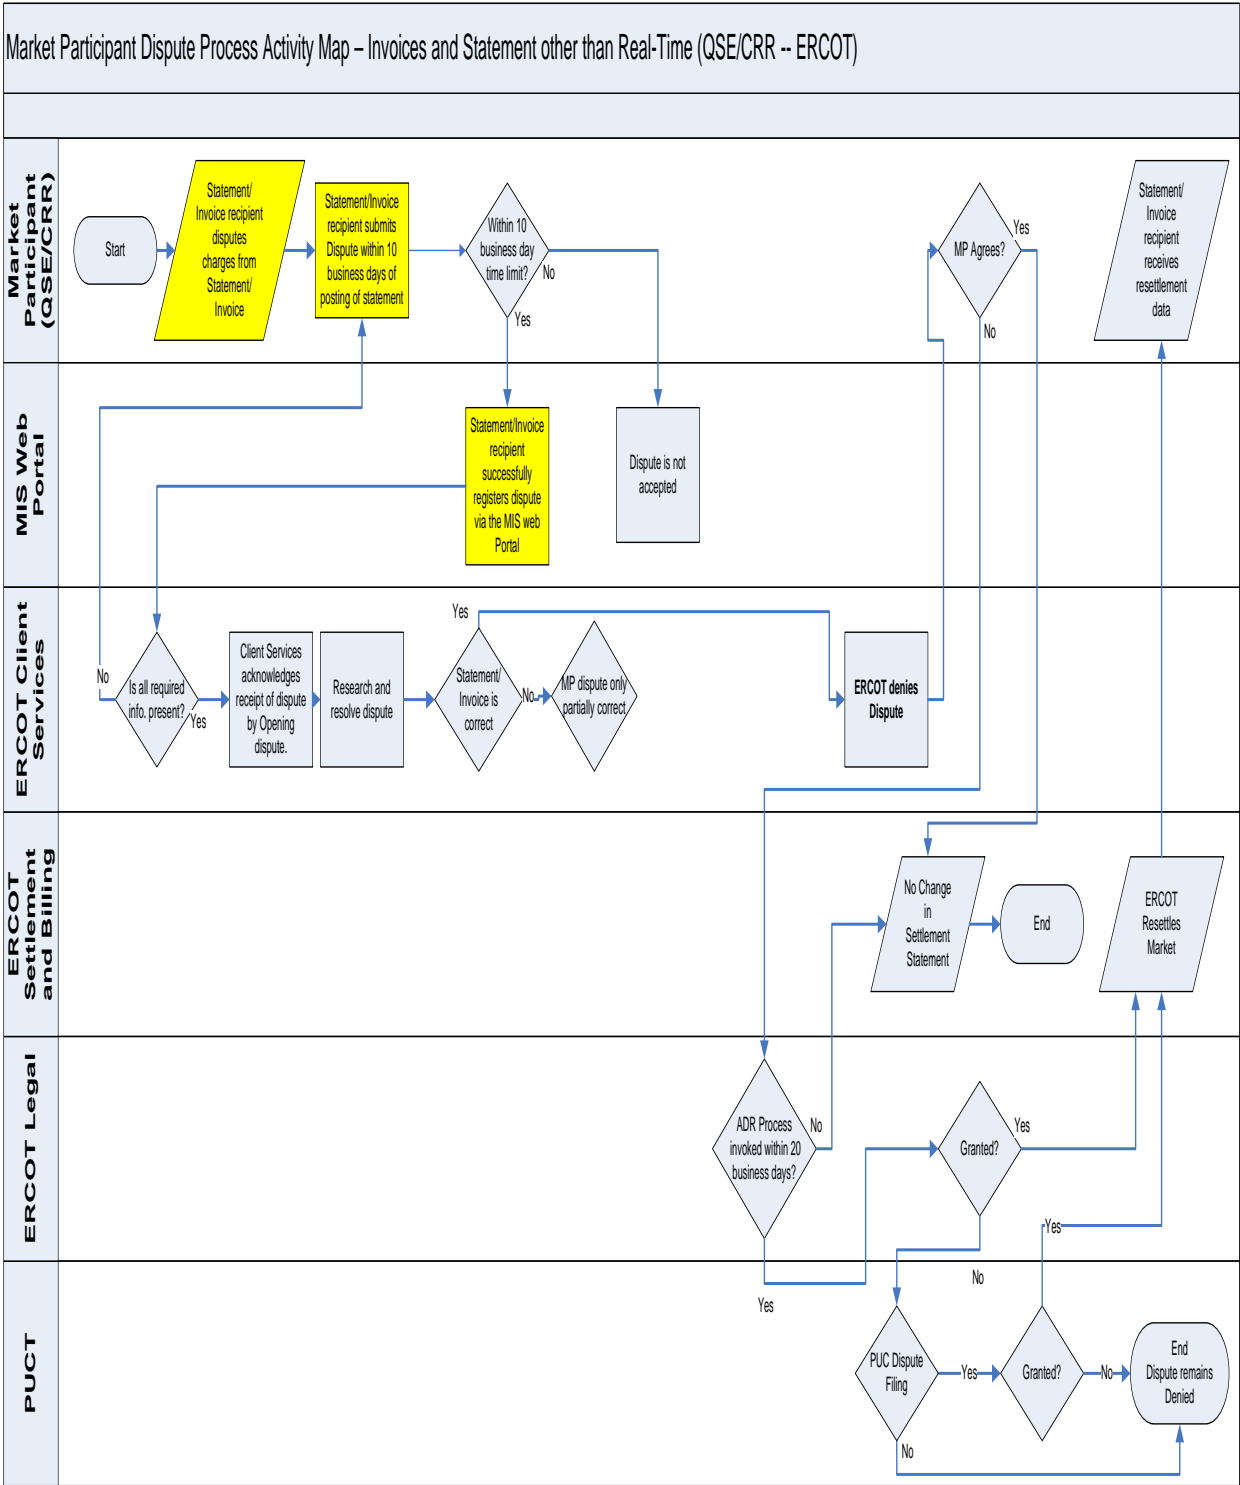 Market Participant Dispute Process Activity Map – Invoices and Statement other than Real-Time (QSE/CRR -- ERCOT)
Market
Participant
(QSE/CRR)
Start
Statement/
Invoice recipient
disputes
charges from
Statement/
Invoice
Statement/Invoice
recipient submits
Dispute within 10
business days of
posting of statement
Within 10
business day
time limit?
No
Yes
MP Agrees?
Yes
No
Statement/
Invoice
recipient
receives
resettlement
data
MIS Web
Portal
Statement/Invoice
recipient
successfully
registers dispute
via the MIS web
Portal
Dispute is not
accepted
ERCOT Client
Services
No
Is all required
info. present?
Yes
Client Services
acknowledges
receipt of dispute
by Opening
dispute.
Research and
resolve dispute
Yes
Statement/
Invoice is
correct
No
MP dispute only
partially correct
ERCOT denies
Dispute
ERCOT
Settlement
and Billing
No Change
in
Settlement
Statement
End
ERCOT
Resettles
Market
ERCOT Legal
ADR Process
invoked within 20
business days?
No
Yes
Granted?
Yes
No
PUCT
PUC Dispute
Filing
Yes
No
Granted?
Yes
No
End
Dispute remains
Denied